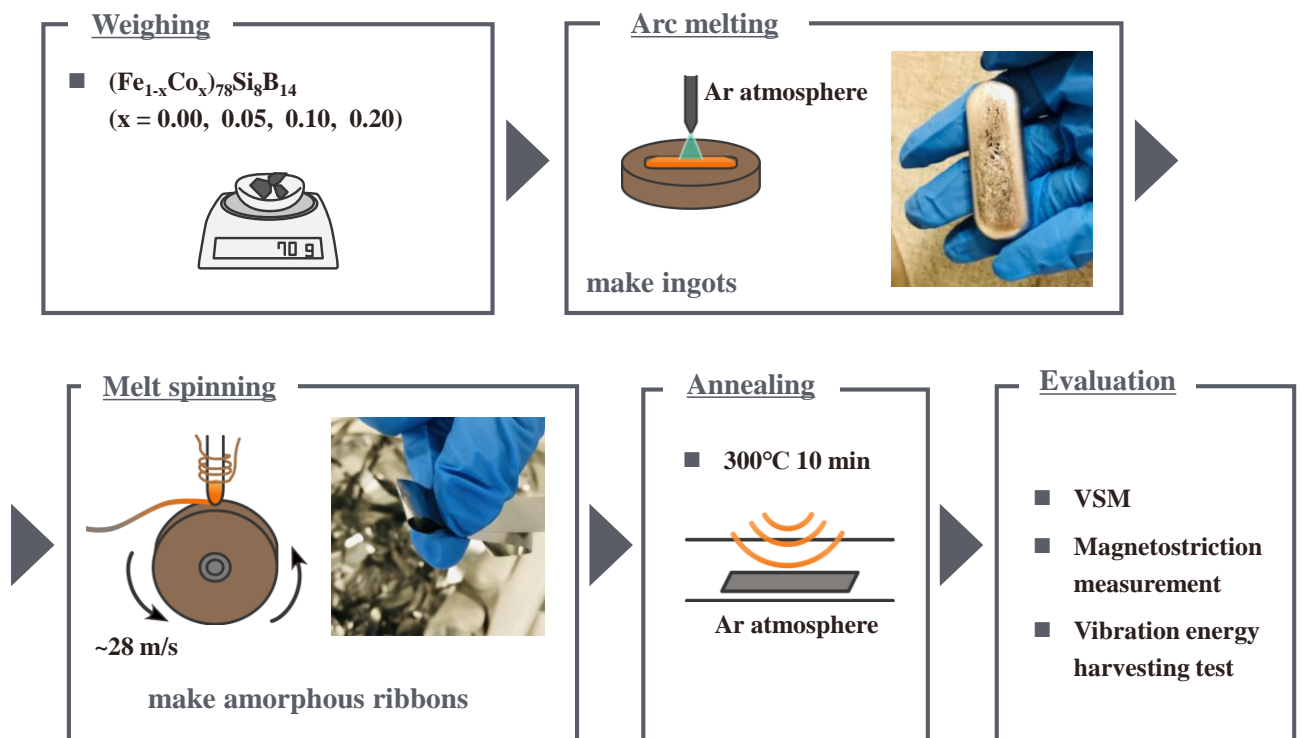 Weighing
■ (Fe₁₋ₓCoₓ)₇₈Si₈B₁₄
(x = 0.00, 0.05, 0.10, 0.20)
70 g
Arc melting
Ar atmosphere
make ingots
Melt spinning
~28 m/s
make amorphous ribbons
Annealing
■ 300℃ 10 min
Ar atmosphere
Evaluation
■ VSM
■ Magnetostriction
measurement
■ Vibration energy
harvesting test